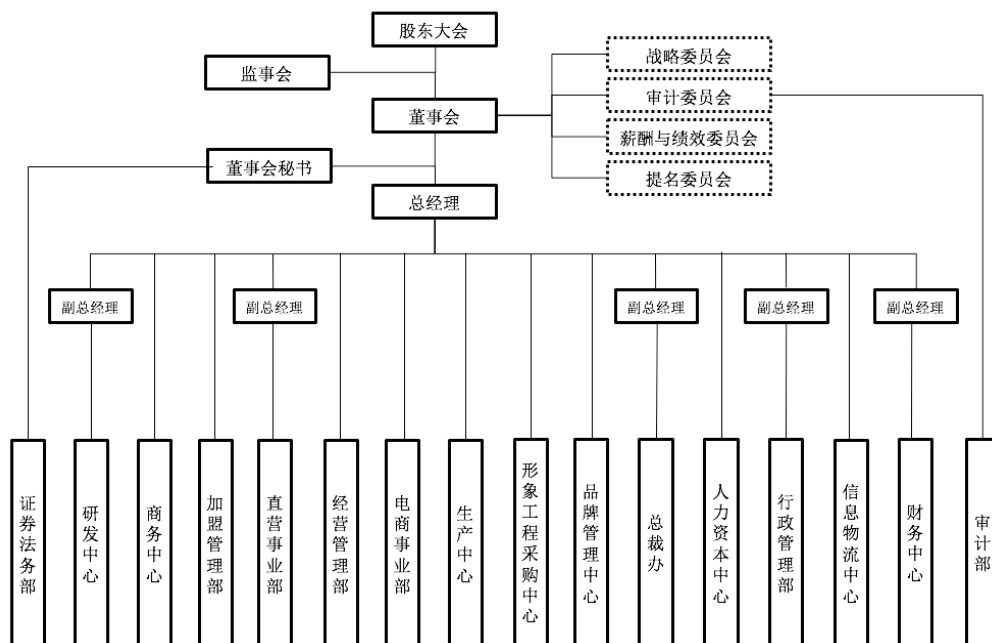 股东大会
监事会
战略委员会
审计委员会
董事会
薪酬与绩效委员会
董事会秘书
提名委员会
总经理
副总经理
副总经理
副总经理
副总经理
副总经理
证券法务部
研发中心
商务中心
加盟管理部
直营事业部
经营管理部
电商事业部
生产中心
形象工程采购中心
品牌管理中心
总裁办
人力资本中心
行政管理部
信息物流中心
财务中心
审计部